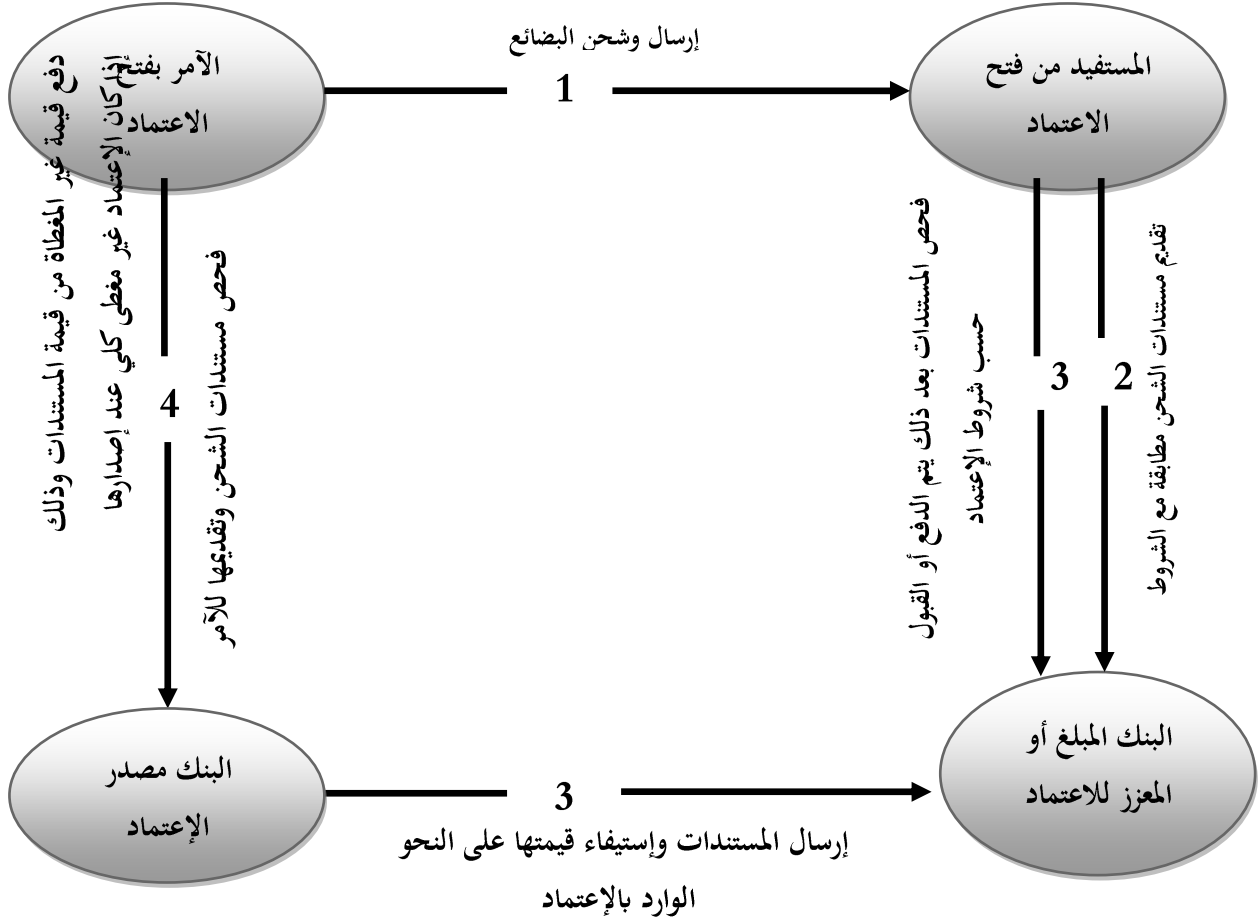 إرسال وشحن البضائع
1
المستفيد من فتح
الاعتماد
الآمر بفتح
الاعتماد
تقديم مستندات الشحن مطابقة مع الشروط
2
3
فحص المستندات بعد ذلك يتم الدفع أو القبول
حسب شروط الإعتماد
فحص مستندات الشحن وتقديمها للآمر
4
إذا كان الإعتماد غير مغطى كلي عند إصدارها
دفع قيمة غير المغطاة من قيمة المستندات وذلك
البنك المبلغ أو
المعزز للاعتماد
البنك مصدر
الإعتماد
3
إرسال المستندات وإستيفاء قيمتها على النحو
الوارد بالإعتماد